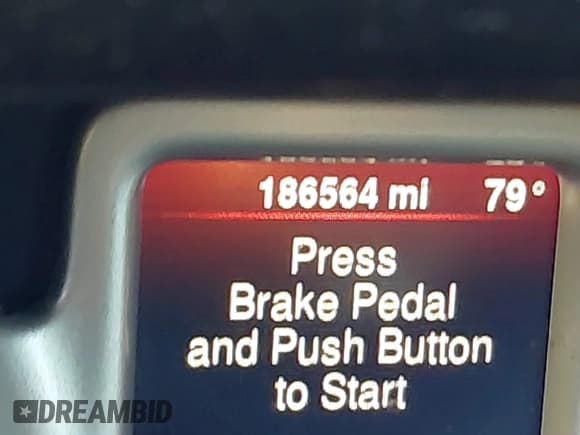 186564 mi 79°
Press
Brake Pedal
and Push Button
to Start
DREAMBID